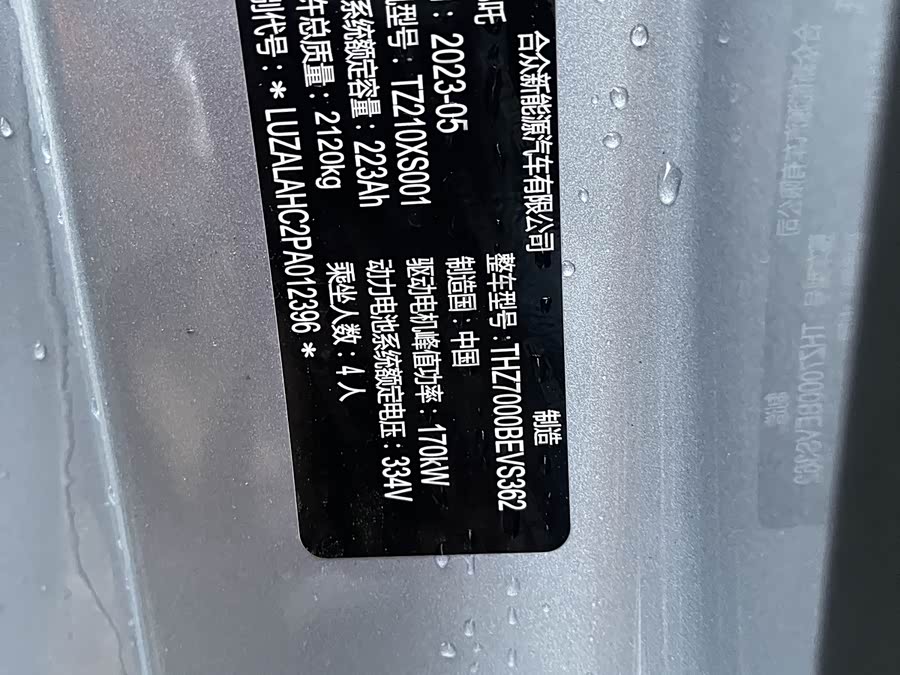 合众新能源汽车有限公司 制造
整车型号:THZ7000BEVS362
:2023-05 制造国:中国
型号:TZ210XS001 驱动电机峰值功率:170kW
系统额定容量:223Ah 动力电池系统额定电压:334V
许总质量:2120kg 乘坐人数:4人
别代号:*LUZALAHC2PA012396*